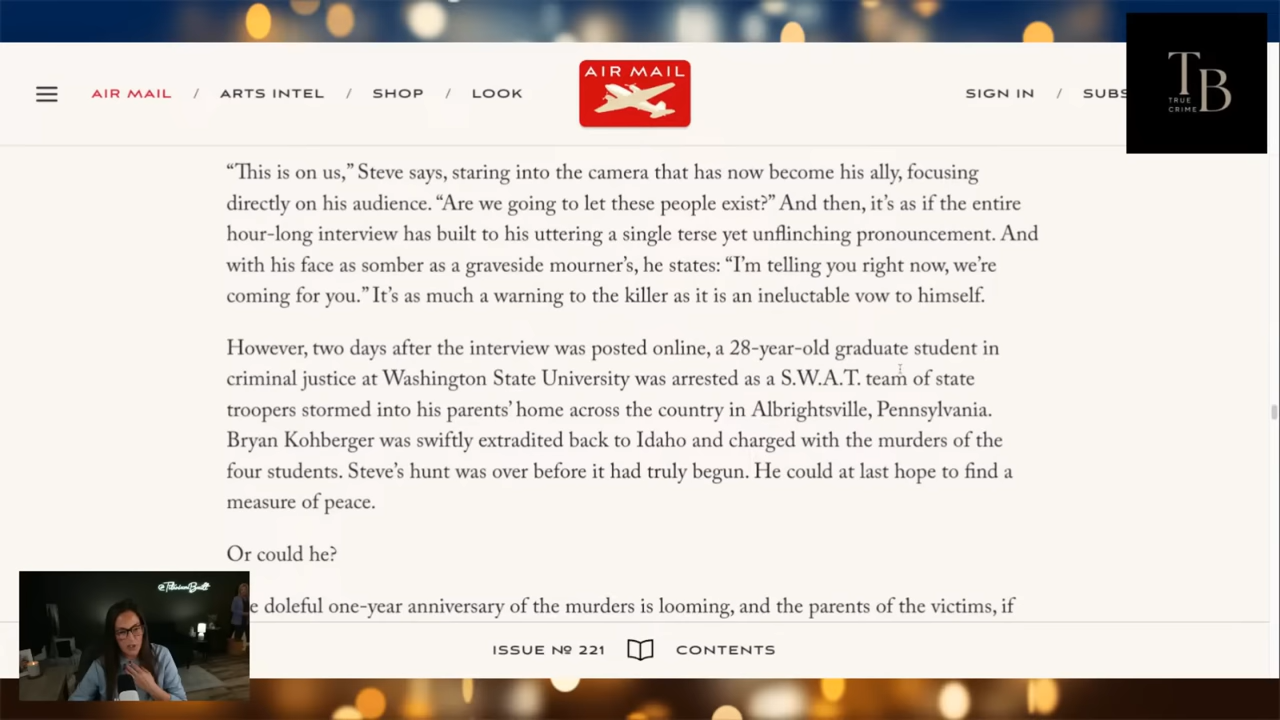 AIR MAIL / ARTS INTEL / SHOP / LOOK
AIR MAIL
SIGN IN / SUBS
TB
TRUE
CRIME
“This is on us,” Steve says, staring into the camera that has now become his ally, focusing
directly on his audience. “Are we going to let these people exist?” And then, it’s as if the entire
hour-long interview has built to his uttering a single terse yet unflinching pronouncement. And
with his face as somber as a graveside mourner’s, he states: “I’m telling you right now, we’re
coming for you.” It’s as much a warning to the killer as it is an ineluctable vow to himself.
However, two days after the interview was posted online, a 28-year-old graduate student in
criminal justice at Washington State University was arrested as a S.W.A.T. team of state
troopers stormed into his parents’ home across the country in Albrightsville, Pennsylvania.
Bryan Kohberger was swiftly extradited back to Idaho and charged with the murders of the
four students. Steve’s hunt was over before it had truly begun. He could at last hope to find a
measure of peace.
Or could he?
e doleful one-year anniversary of the murders is looming, and the parents of the victims, if
ISSUE Nº 221 CONTENTS